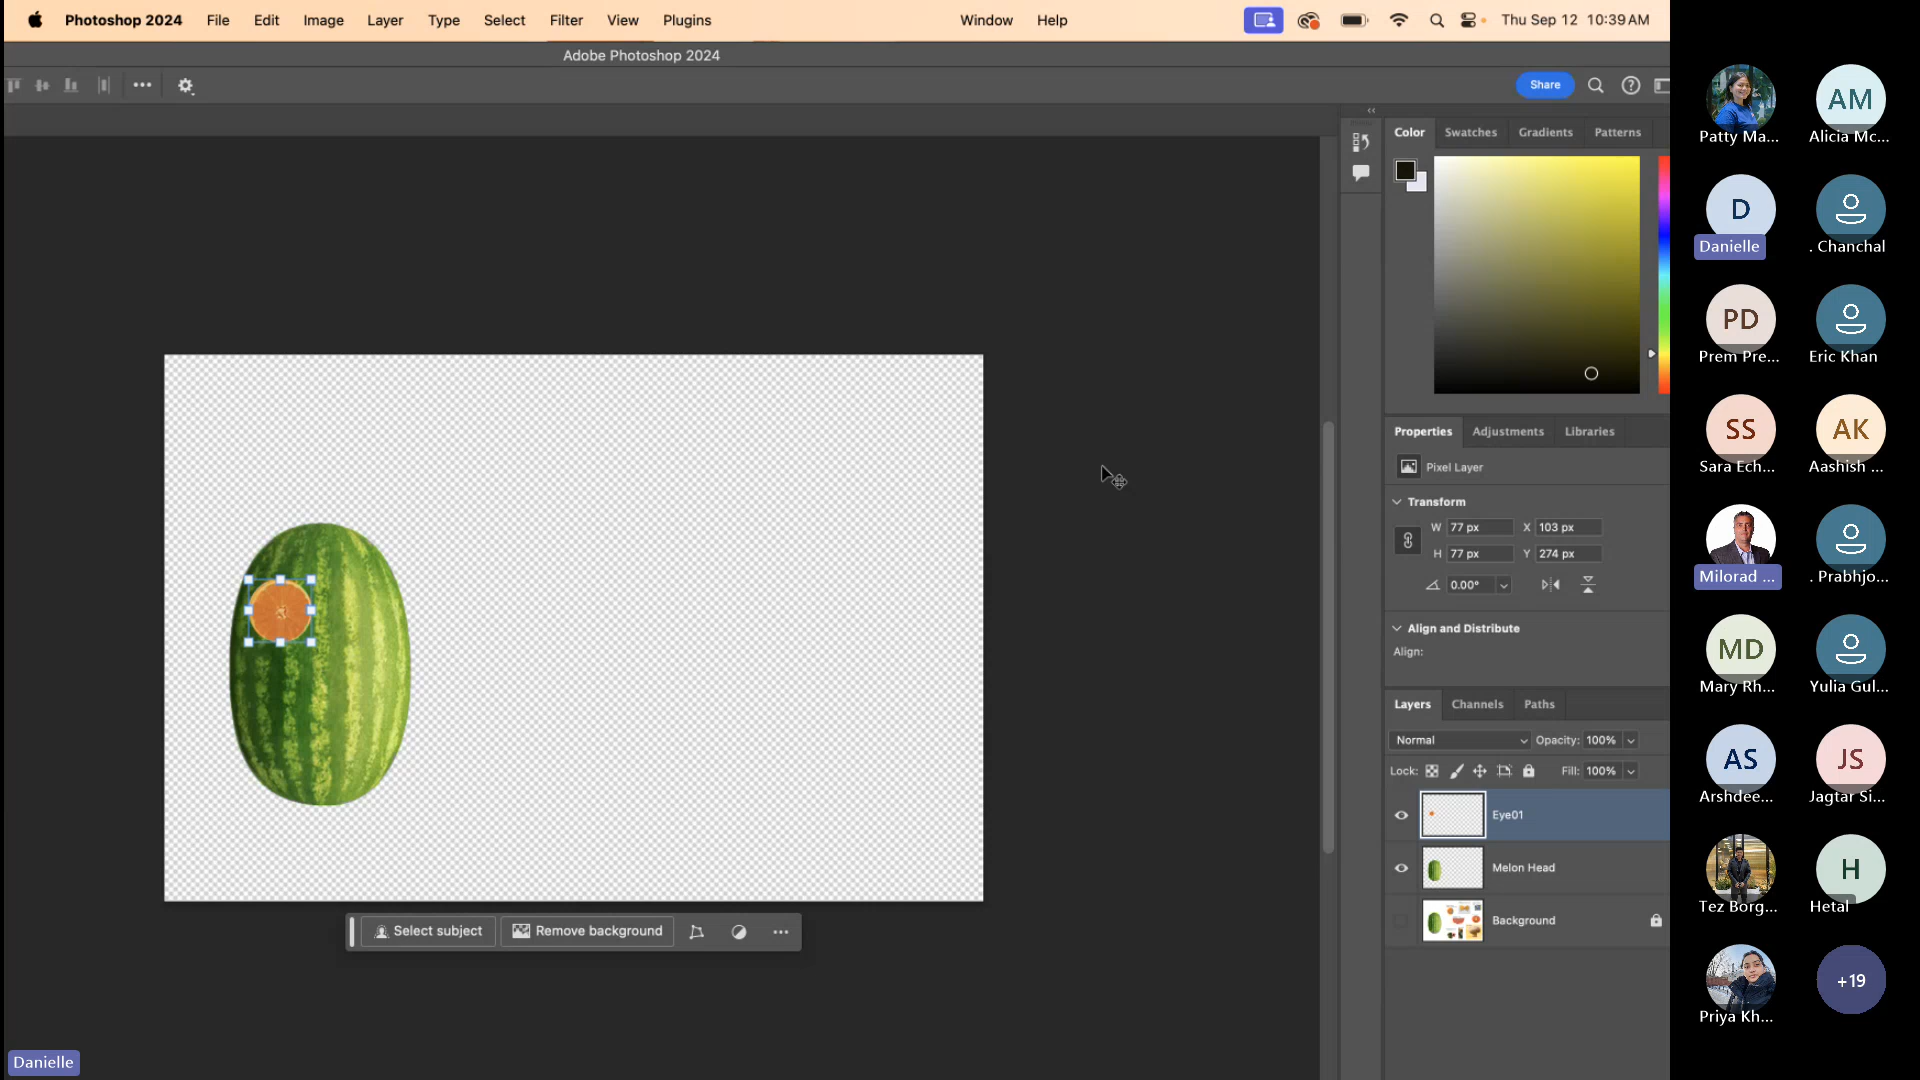 Photoshop 2024 File Edit Image Layer Type Select Filter View Plugins Window Help Thu Sep 12 10:39 AM
Adobe Photoshop 2024
Share
Color Swatches Gradients Patterns
Properties Adjustments Libraries
Pixel Layer
Transform
W 77 px X 103 px
H 77 px Y 274 px
0.00°
Align and Distribute
Align:
Layers Channels Paths
Normal Opacity: 100%
Lock: Fill: 100%
Eye01
Melon Head
Background
Select subject Remove background
Danielle
AM
Patty Ma... Alicia Mc...
D
Danielle . Chanchal
PD
Prem Pre... Eric Khan
SS AK
Sara Ech... Aashish ...
Milorad ... . Prabhjo...
MD
Mary Rh... Yulia Gul...
AS JS
Arshdee... Jagtar Si...
H
Tez Borg... Hetal
+19
Priya Kh...